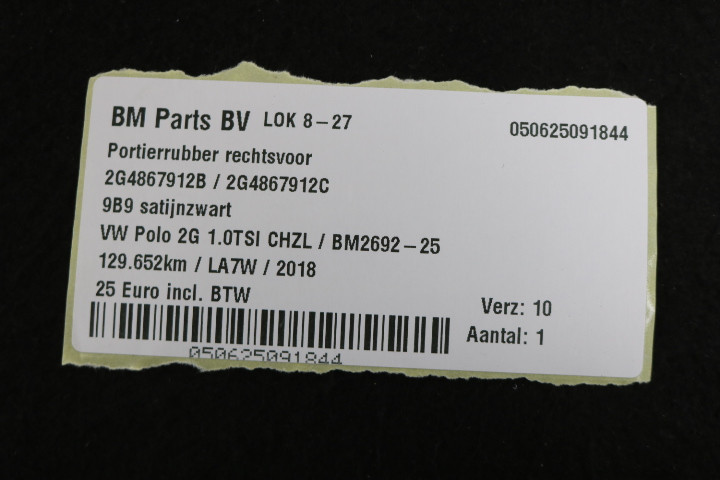 BM Parts BV LOK 8-27 050625091844
Portierrubber rechtsvoor
2G4867912B / 2G4867912C
9B9 satijnzwart
VW Polo 2G 1.0TSI CHZL / BM2692-25
129.652km / LA7W / 2018
25 Euro incl. BTW
Verz: 10
Aantal: 1
050625091844